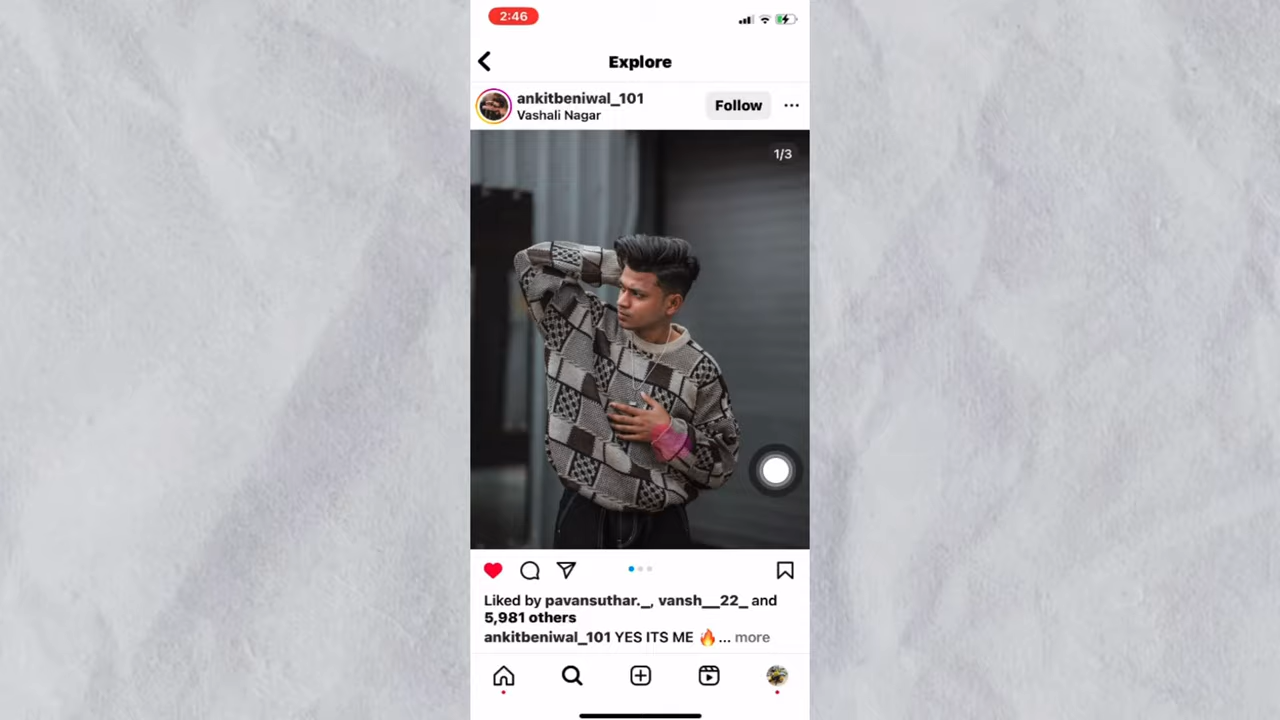 2:46
Explore
ankitbeniwal_101
Vashali Nagar
Follow
1/3
Liked by pavansuthar._, vansh__22_ and
5,981 others
ankitbeniwal_101 YES ITS ME 🔥... more